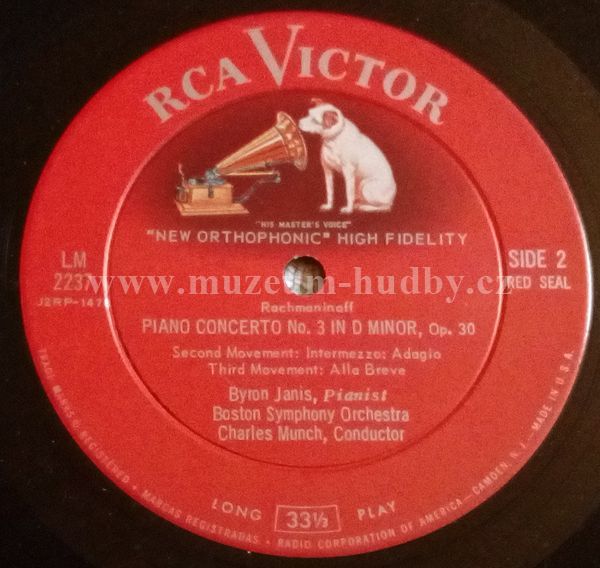 RCA VICTOR
"HIS MASTER'S VOICE"
"NEW ORTHOPHONIC" HIGH FIDELITY
LM
2237
SIDE 2
RED SEAL
www.muzeum-hudby.cz
Rachmaninoff
PIANO CONCERTO No. 3 IN D MINOR, Op. 30
Second Movement: Intermezzo: Adagio
Third Movement: Alla Breve
Byron Janis, Pianist
Boston Symphony Orchestra
Charles Munch, Conductor
LONG 33⅓ PLAY
TRADE MARKS ® REGISTERED • MARCAS REGISTRADAS • RADIO CORPORATION OF AMERICA—CAMDEN, N. J.—MADE IN U.S.A.